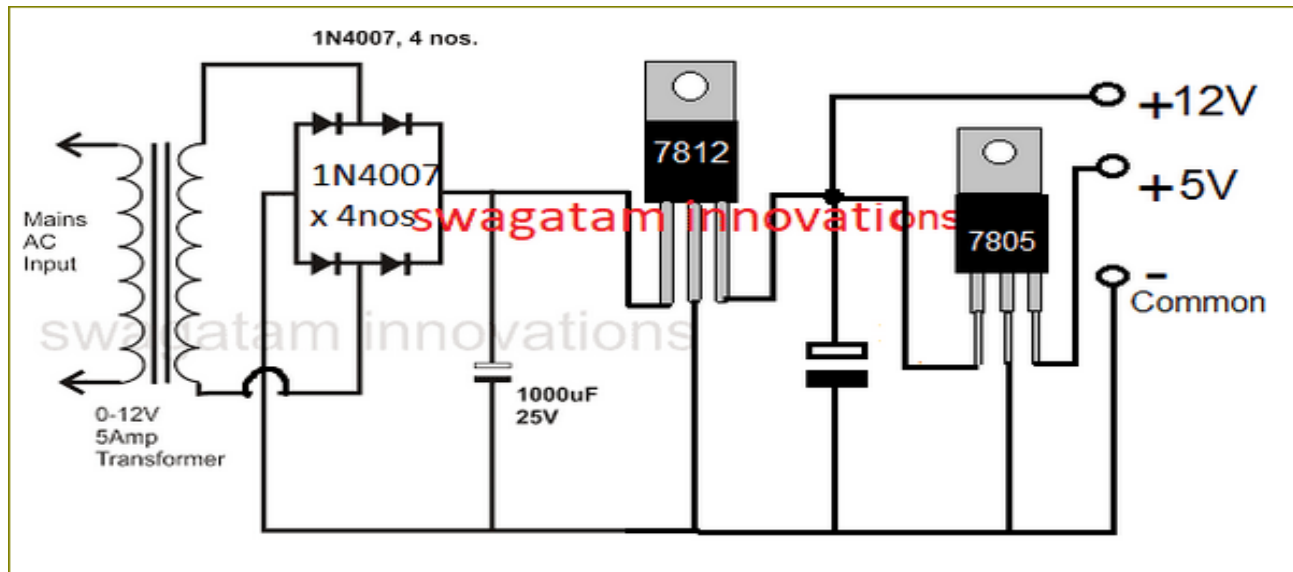 1N4007, 4 nos.
1N4007
x 4nos
7812
swagatam innovations
7805
+12V
+5V
-
Common
Mains
AC
Input
swagatam innovations
0-12V
5Amp
Transformer
1000uF
25V